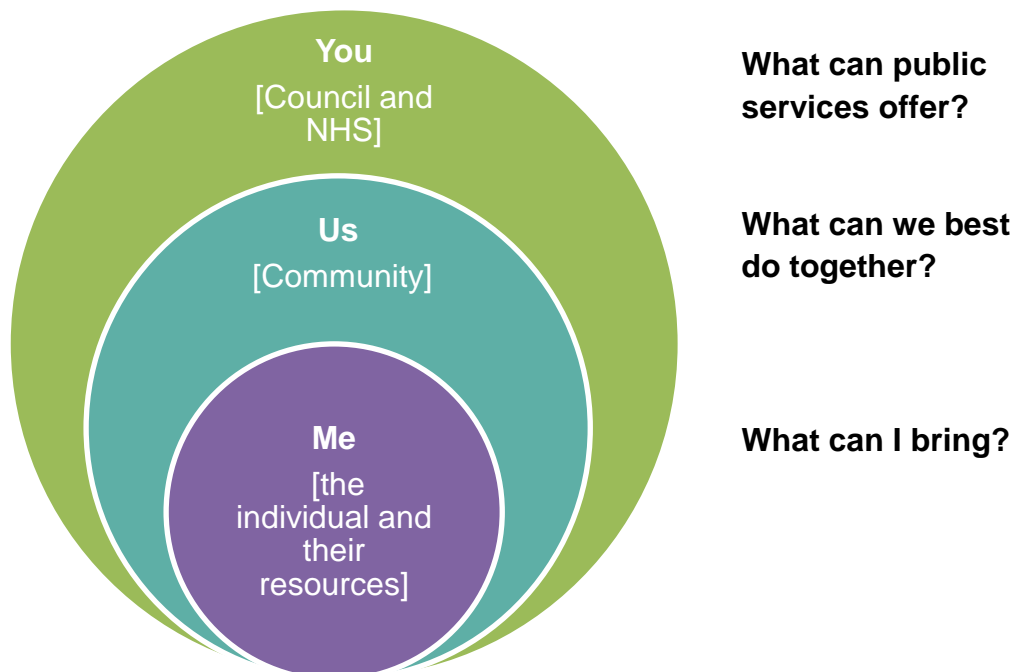 You
[Council and
NHS]
What can public
services offer?
Us
[Community]
What can we best
do together?
Me
[the
individual and
their
resources]
What can I bring?